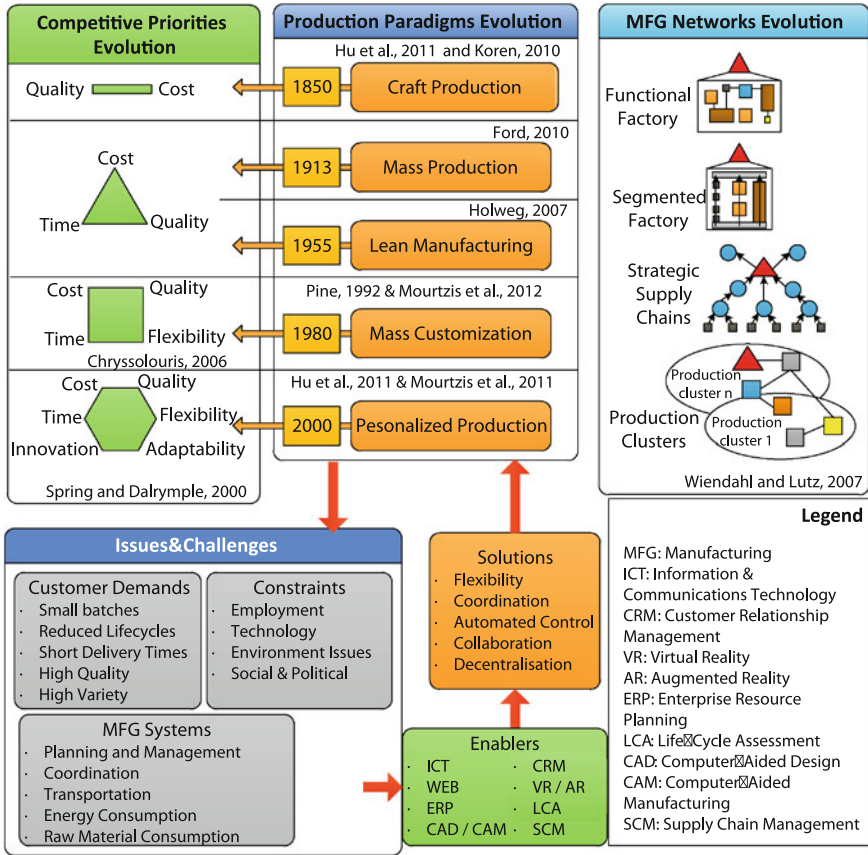 Competitive Priorities
Evolution
Quality
Cost
Cost
Time
Quality
Cost
Quality
Time
Flexibility
Chryssolouris, 2006
Cost
Quality
Time
Flexibility
Innovation
Adaptability
Spring and Dalrymple, 2000
Production Paradigms Evolution
Hu et al., 2011 and Koren, 2010
1850
Craft Production
Ford, 2010
1913
Mass Production
Holweg, 2007
1955
Lean Manufacturing
Pine, 1992 & Mourtzis et al., 2012
1980
Mass Customization
Hu et al., 2011 & Mourtzis et al., 2011
2000
Pesonalized Production
MFG Networks Evolution
Functional
Factory
Segmented
Factory
Strategic
Supply
Chains
Production
cluster n
Production
Clusters
Production
cluster 1
Wiendahl and Lutz, 2007
Issues&Challenges
Customer Demands
· Small batches
· Reduced Lifecycles
· Short Delivery Times
· High Quality
· High Variety
Constraints
· Employment
· Technology
· Environment Issues
· Social & Political
MFG Systems
· Planning and Management
· Coordination
· Transportation
· Energy Consumption
· Raw Material Consumption
Solutions
· Flexibility
· Coordination
· Automated Control
· Collaboration
· Decentralisation
Enablers
· ICT
· WEB
· ERP
· CAD / CAM
· CRM
· VR / AR
· LCA
· SCM
Legend
MFG: Manufacturing
ICT: Information &
Communications Technology
CRM: Customer Relationship
Management
VR: Virtual Reality
AR: Augmented Reality
ERP: Enterprise Resource
Planning
LCA: Life⍰Cycle Assessment
CAD: Computer⍰Aided Design
CAM: Computer⍰Aided
Manufacturing
SCM: Supply Chain Management